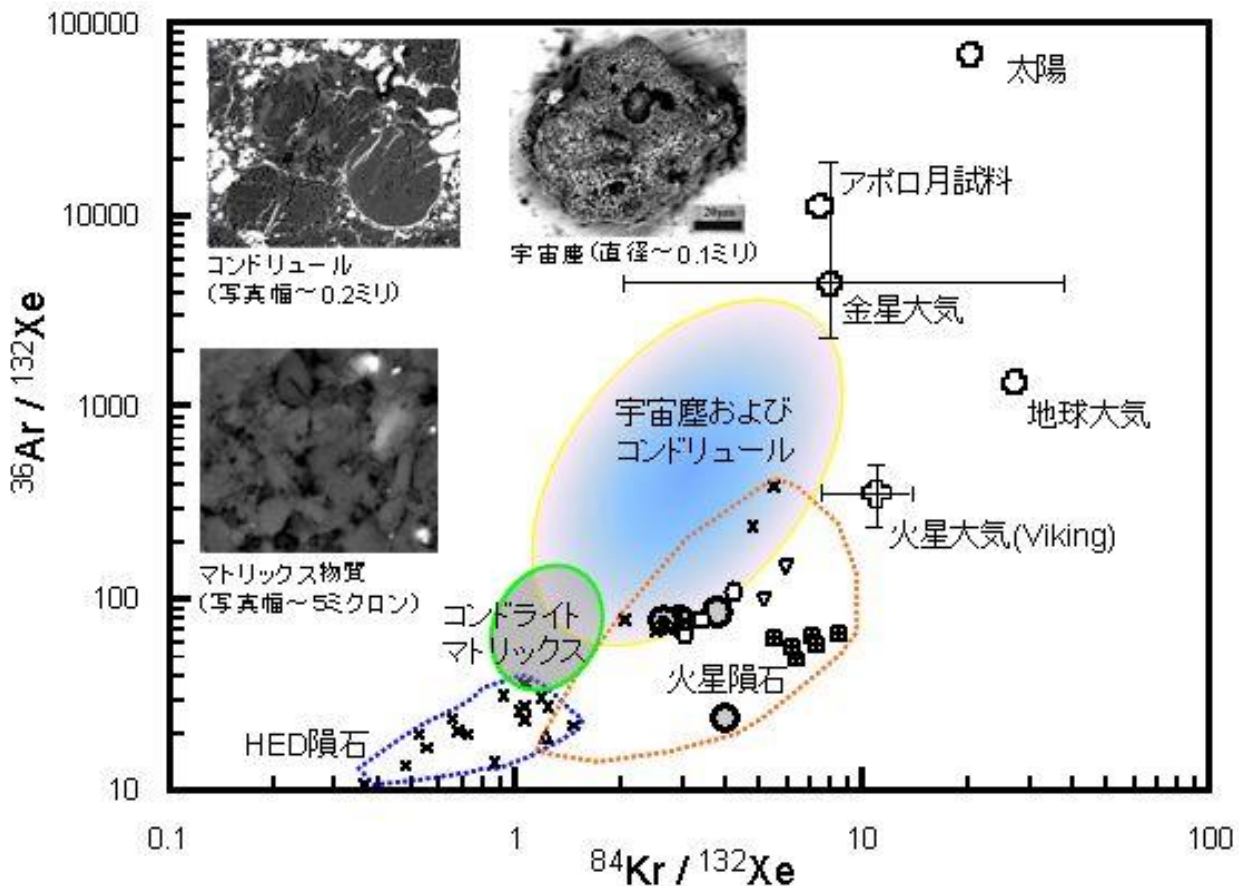 100000
太陽
アポロ月試料
10000
20μm
コンドリュール
(写真幅～0.2ミリ)
宇宙塵(直径～0.1ミリ)
金星大気
36Ar / 132Xe
1000
宇宙塵および
コンドリュール
地球大気
火星大気(Viking)
マトリックス物質
(写真幅～5ミクロン)
100
コンドライト
マトリックス
火星隕石
HED隕石
10
0.1
1
10
100
84Kr / 132Xe